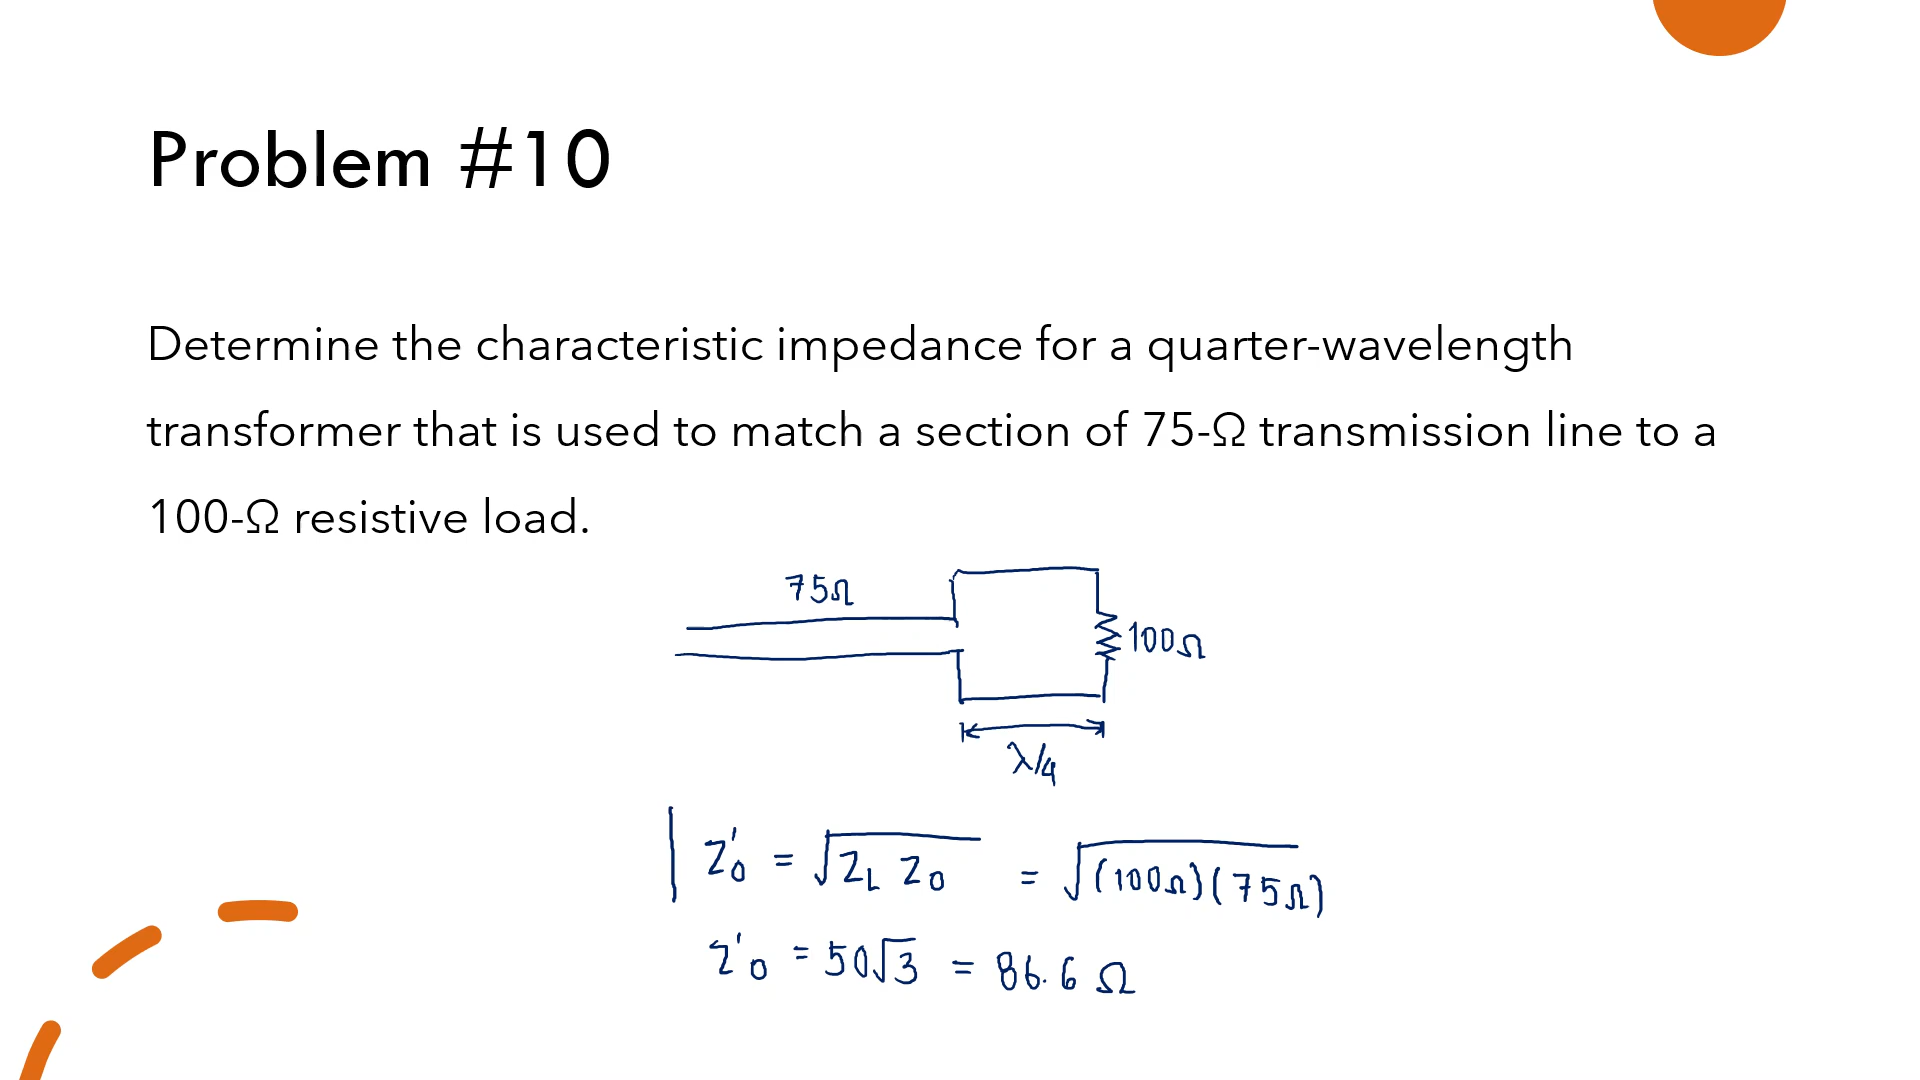 Problem #10
Determine the characteristic impedance for a quarter-wavelength
transformer that is used to match a section of 75-Ω transmission line to a
100-Ω resistive load.
75Ω
100Ω
λ/4
Z'₀ = √(Z_L Z₀) = √((100Ω)(75Ω))
Z'₀ = 50√3 = 86.6 Ω